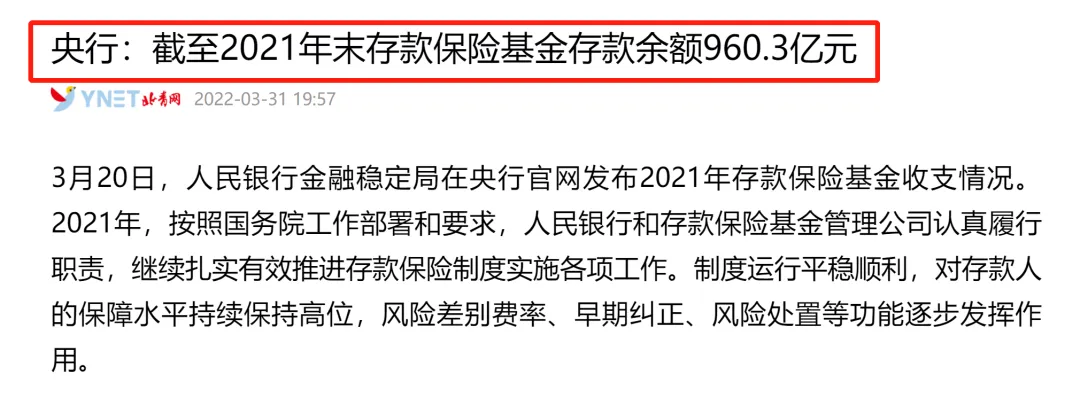 央行：截至2021年末存款保险基金存款余额960.3亿元
YNET北青网 2022-03-31 19:57
3月20日，人民银行金融稳定局在央行官网发布2021年存款保险基金收支情况。
2021年，按照国务院工作部署和要求，人民银行和存款保险基金管理公司认真履行
职责，继续扎实有效推进存款保险制度实施各项工作。制度运行平稳顺利，对存款人
的保障水平持续保持高位，风险差别费率、早期纠正、风险处置等功能逐步发挥作
用。